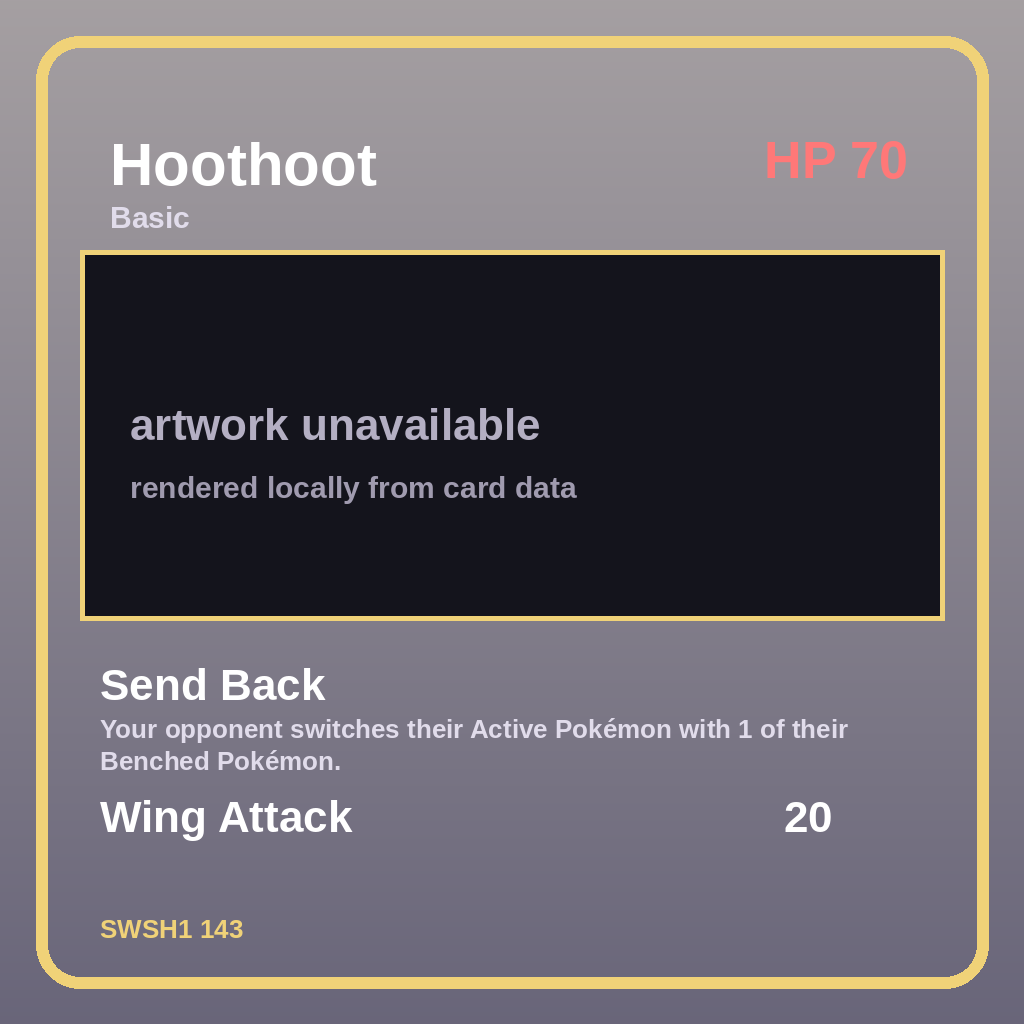 Hoothoot
HP 70
Basic
artwork unavailable
rendered locally from card data
Send Back
Your opponent switches their Active Pokémon with 1 of their
Benched Pokémon.
Wing Attack 20
SWSH1 143